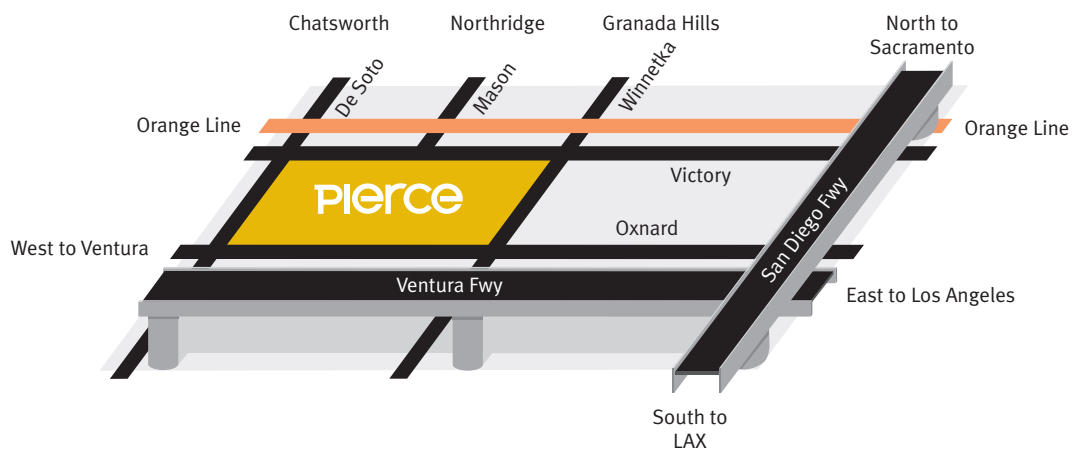 Chatsworth
Northridge
Granada Hills
North to
Sacramento
De Soto
Mason
Winnetka
Orange Line
Orange Line
PIerce
Victory
Oxnard
West to Ventura
San Diego Fwy
Ventura Fwy
East to Los Angeles
South to
LAX